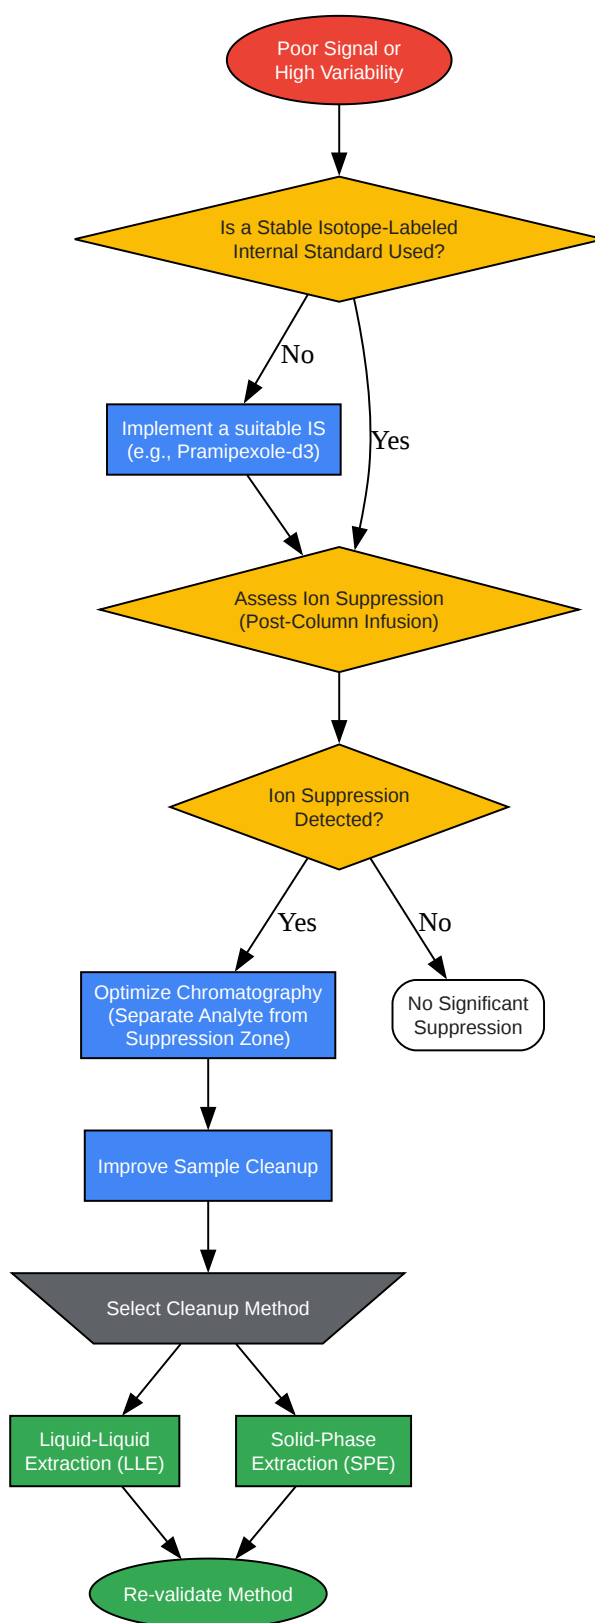 Poor Signal or
High Variability
Is a Stable Isotope-Labeled
Internal Standard Used?
No
Yes
Implement a suitable IS
(e.g., Pramipexole-d3)
Assess Ion Suppression
(Post-Column Infusion)
Ion Suppression
Detected?
Yes
No
Optimize Chromatography
(Separate Analyte from
Suppression Zone)
No Significant
Suppression
Improve Sample Cleanup
Select Cleanup Method
Liquid-Liquid
Extraction (LLE)
Solid-Phase
Extraction (SPE)
Re-validate Method